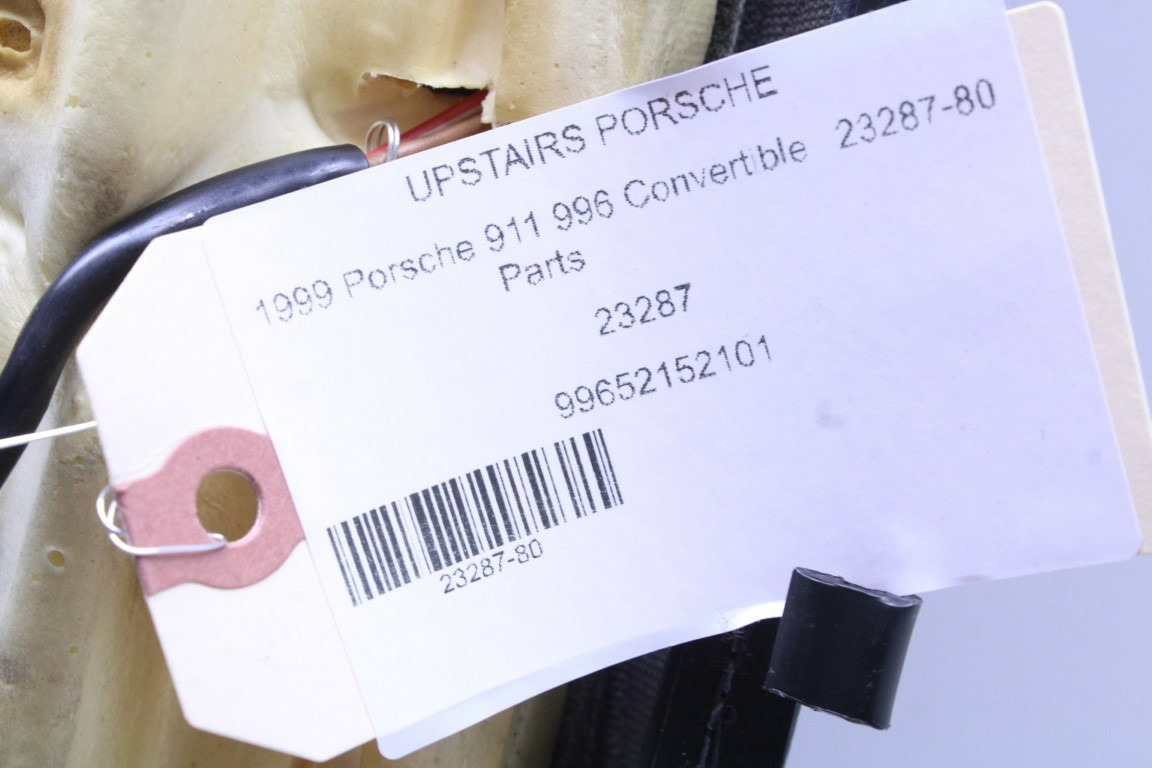 UPSTAIRS PORSCHE
1999 Porsche 911 996 Convertible 23287-80
Parts
23287
99652152101
23287-80